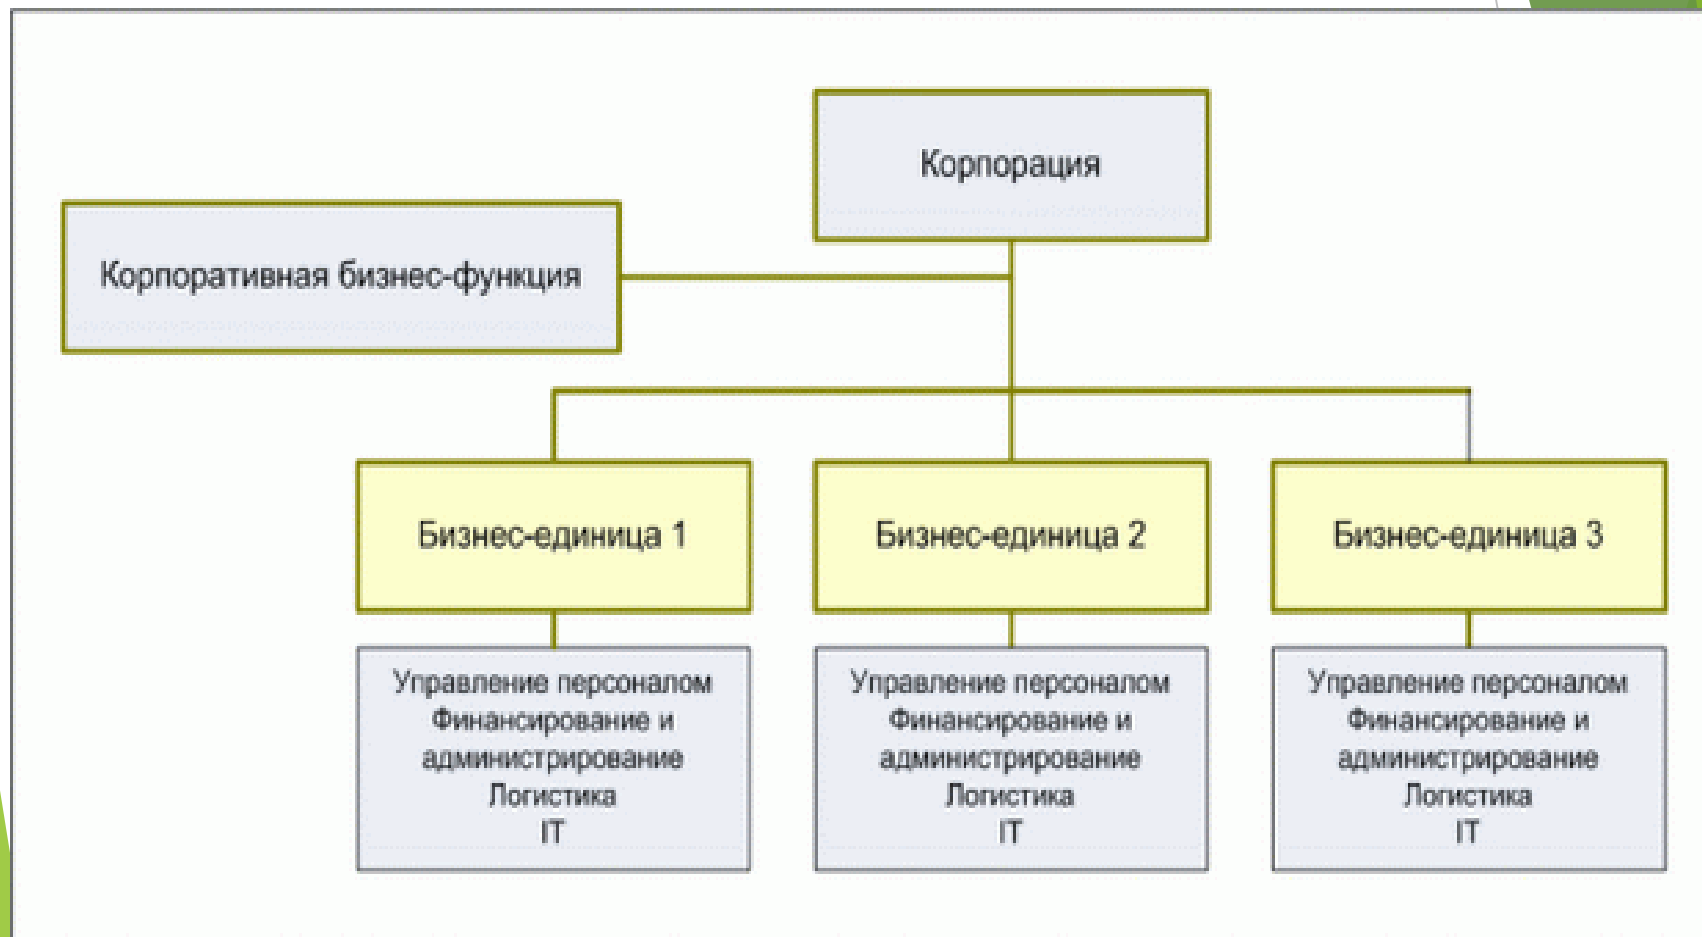 Корпорация
Корпоративная бизнес-функция
Бизнес-единица 1
Бизнес-единица 2
Бизнес-единица 3
Управление персоналом
Финансирование и
администрирование
Логистика
IT
Управление персоналом
Финансирование и
администрирование
Логистика
IT
Управление персоналом
Финансирование и
администрирование
Логистика
IT